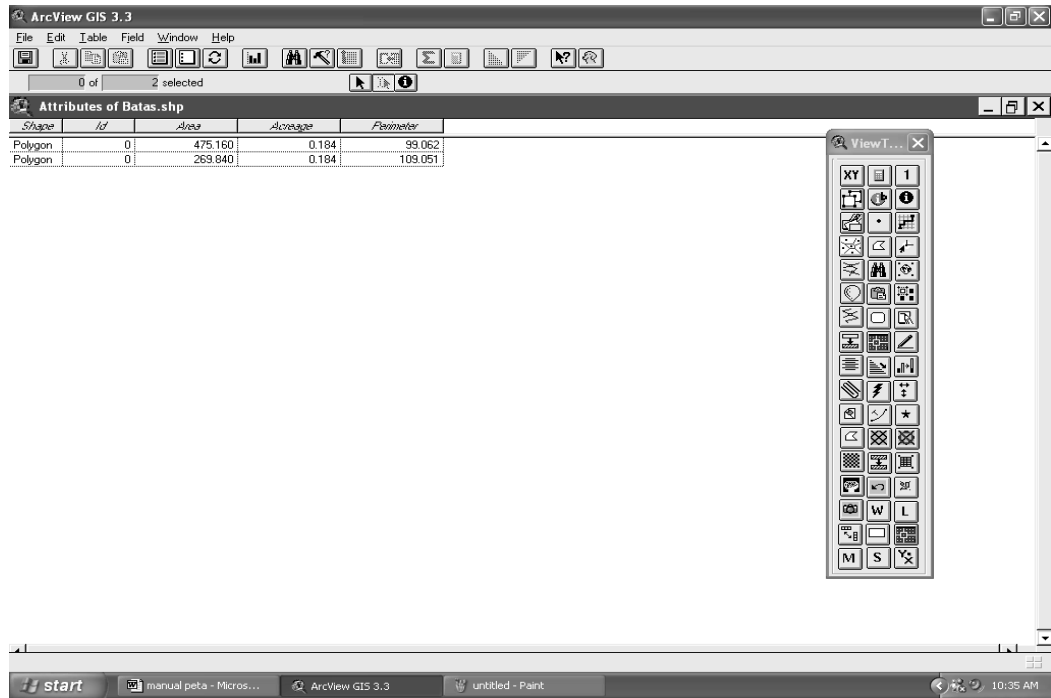 ArcView GIS 3.3
File Edit Table Field Window Help
0 of 2 selected
Attributes of Batas.shp
Shape Id Area Acreage Perimeter
Polygon 0 475.160 0.184 99.062
Polygon 0 269.840 0.184 109.051
ViewT...
XY 1
W L
M S
start manual peta - Micros... ArcView GIS 3.3 untitled - Paint 10:35 AM